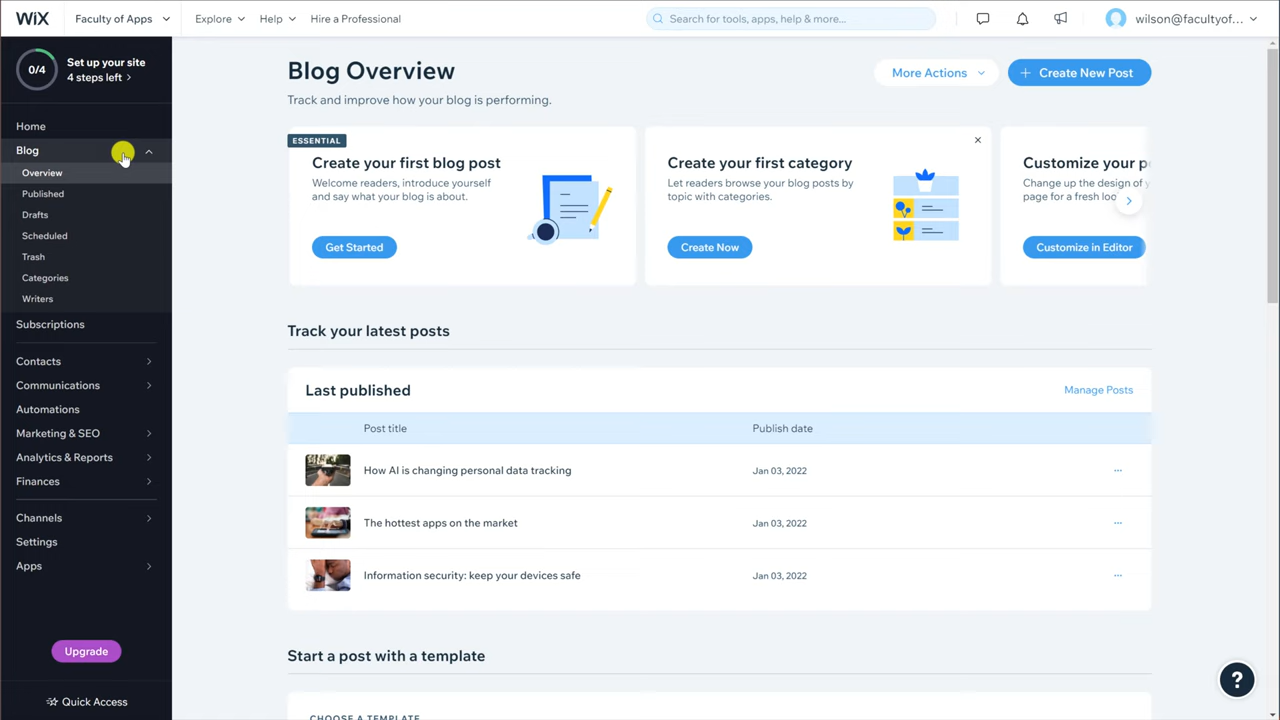 WiX
Faculty of Apps
Explore
Help
Hire a Professional
Search for tools, apps, help & more...
wilson@facultyof...
0/4
Set up your site
4 steps left >
Home
Blog
Overview
Published
Drafts
Scheduled
Trash
Categories
Writers
Subscriptions
Contacts
Communications
Automations
Marketing & SEO
Analytics & Reports
Finances
Channels
Settings
Apps
Upgrade
Quick Access
Blog Overview
Track and improve how your blog is performing.
More Actions
+ Create New Post
ESSENTIAL
Create your first blog post
Welcome readers, introduce yourself
and say what your blog is about.
Get Started
Create your first category
Let readers browse your blog posts by
topic with categories.
Create Now
Customize your p
Change up the design of y
page for a fresh loo
Customize in Editor
Track your latest posts
Last published
Manage Posts
Post title
Publish date
How AI is changing personal data tracking
Jan 03, 2022
The hottest apps on the market
Jan 03, 2022
Information security: keep your devices safe
Jan 03, 2022
Start a post with a template
CHOOSE A TEMPLATE
?